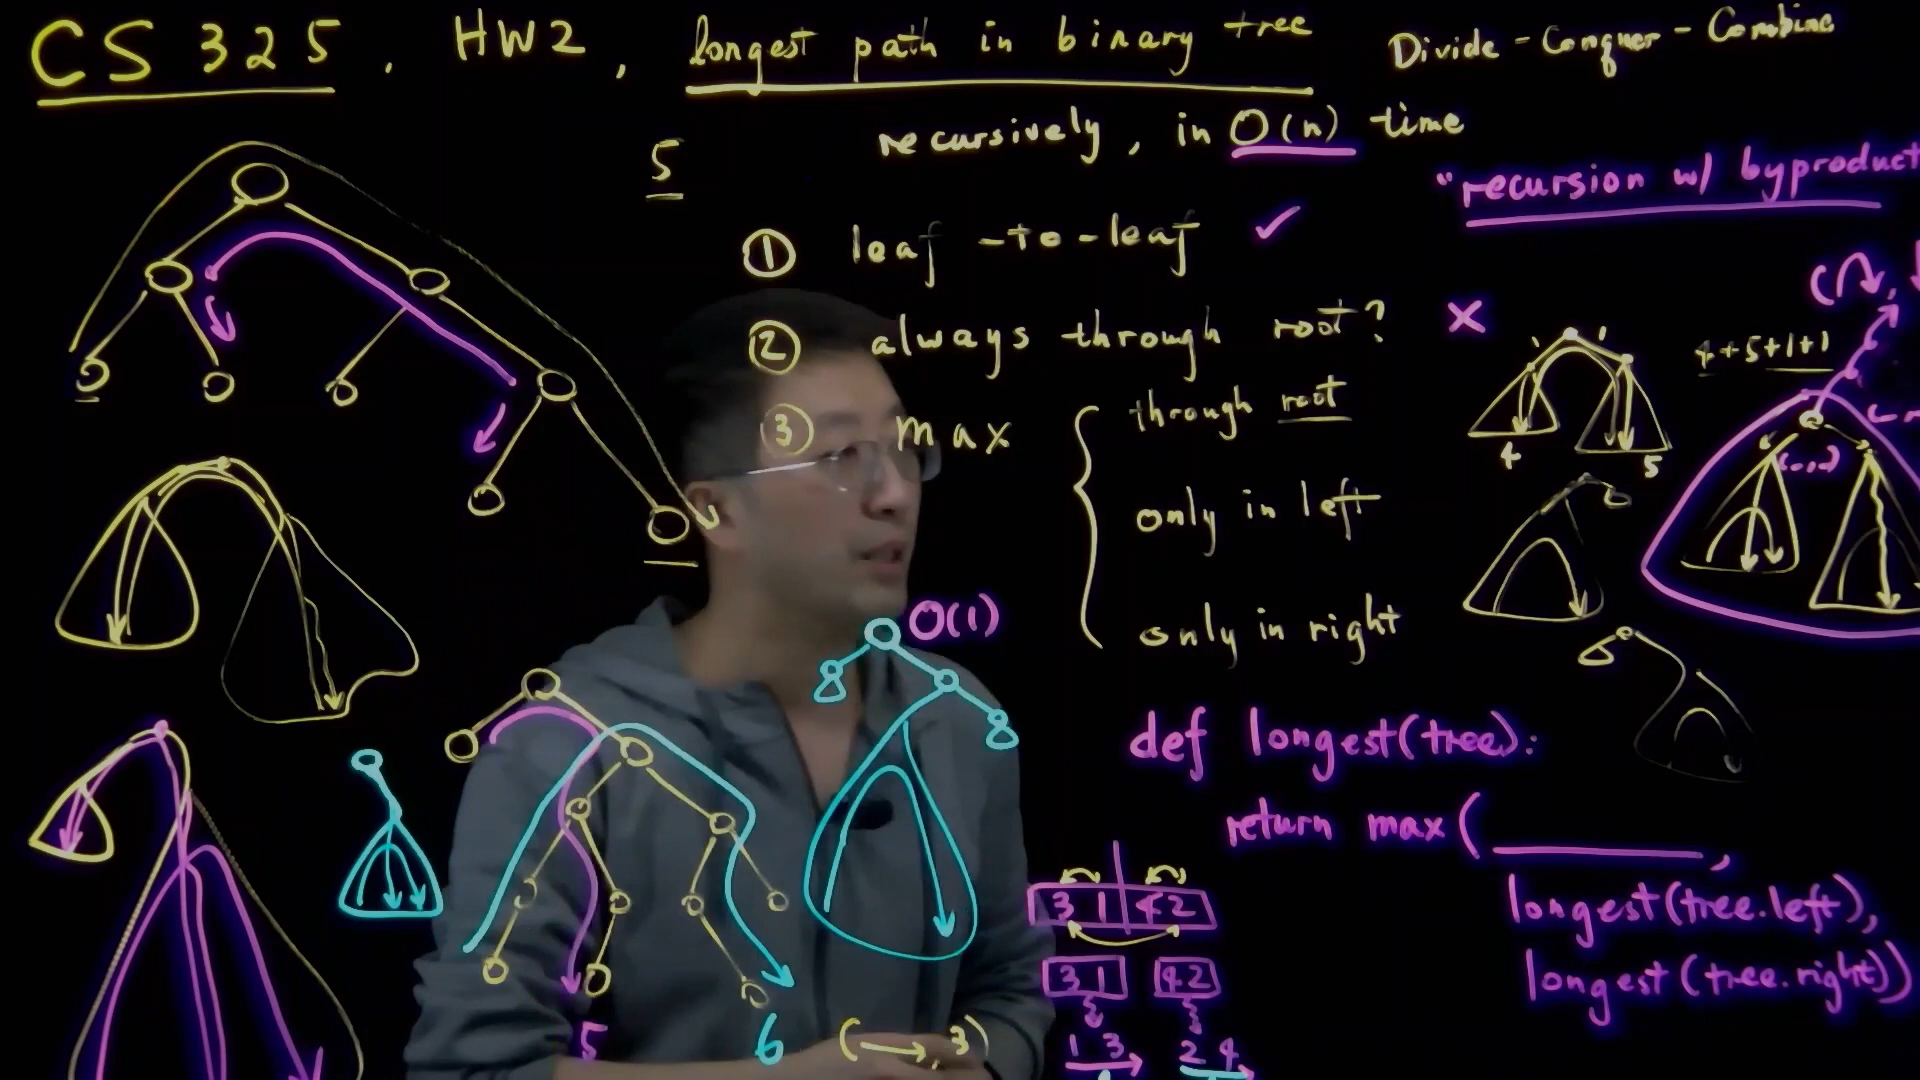 CS 325, HW2, longest path in binary tree
Divide - Conquer - Combine
recursively, in O(n) time
"recursion w/ byproduct
5
① leaf-to-leaf ✓
② always through root? ×
③ max { through root
only in left
only in right
4+5+1+1
4 5
O(1)
def longest(tree):
return max(________,
longest(tree.left),
longest(tree.right))
3 1 4 2
3 1 4 2
1 3 2 4
5 6 (→, 3)